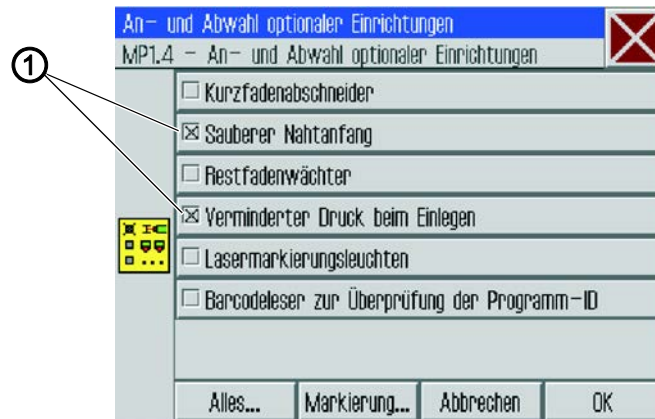 An- und Abwahl optionaler Einrichtungen
MP1.4 - An- und Abwahl optionaler Einrichtungen
1
Kurzfadenabschneider
Sauberer Nahtanfang
Restfadenwächter
Verminderter Druck beim Einlegen
Lasermarkierungsleuchten
Barcodeleser zur Überprüfung der Programm-ID
Alles... Markierung... Abbrechen OK